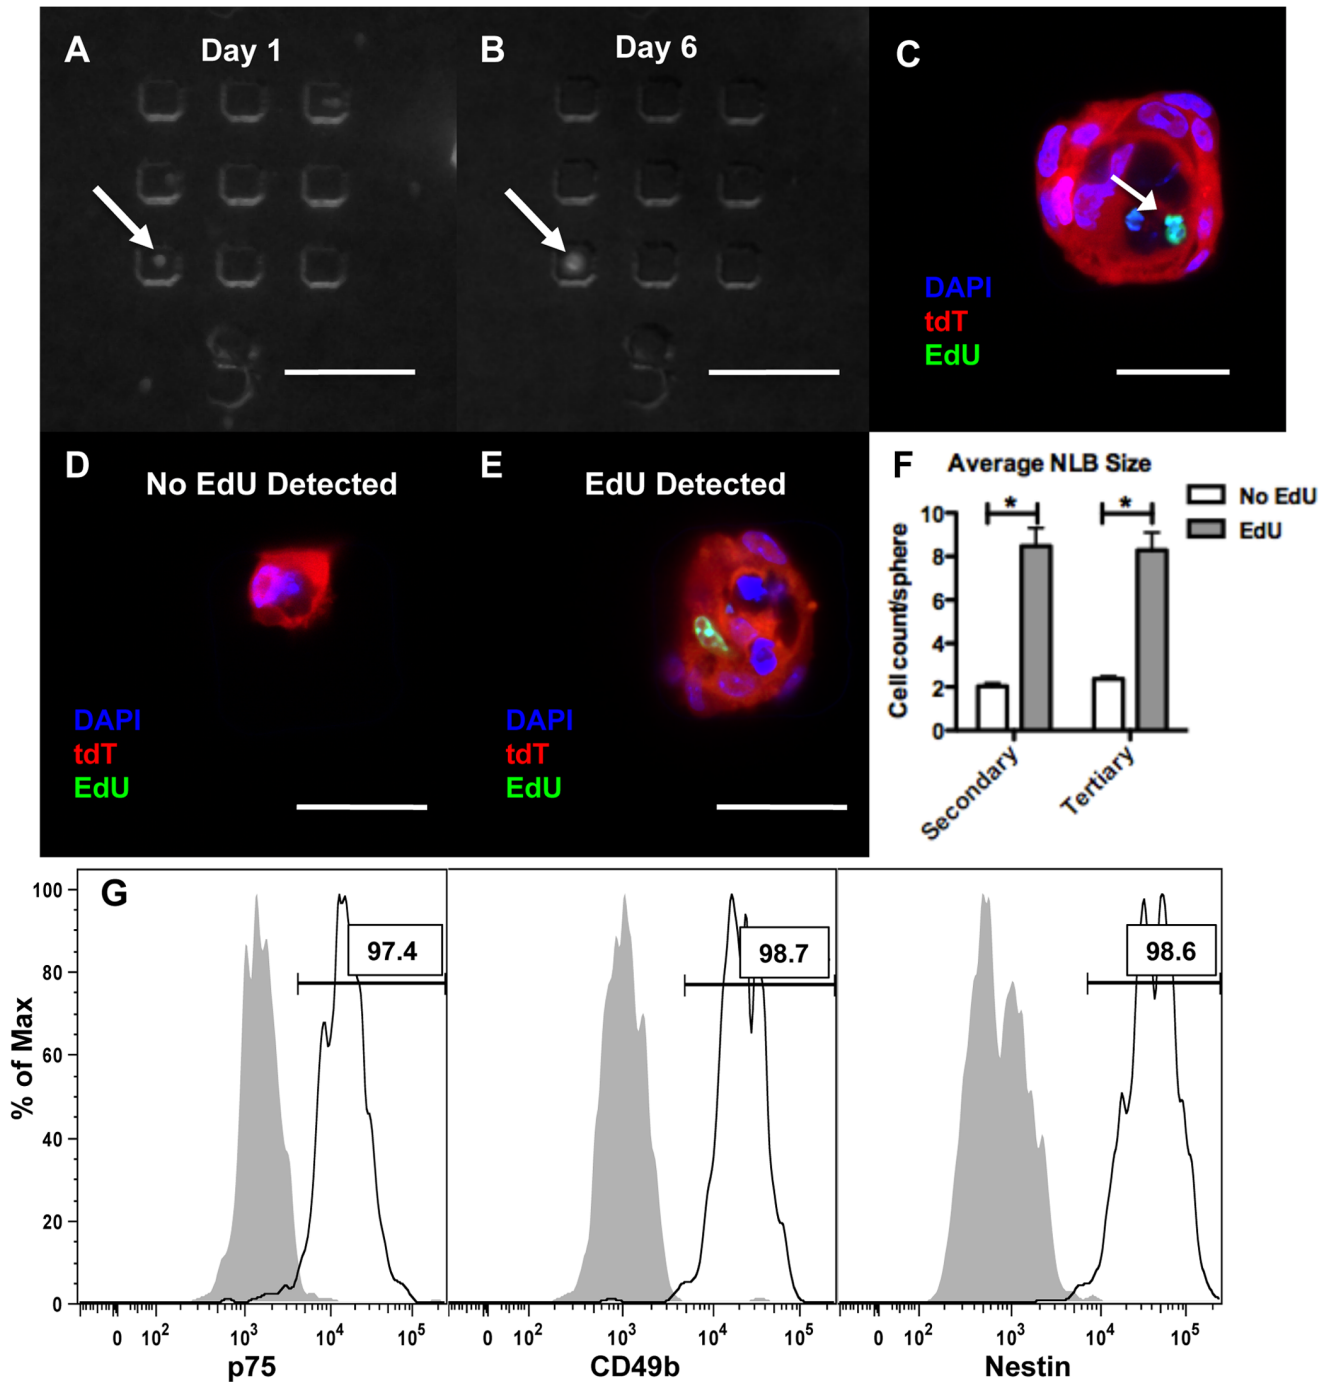 A
Day 1
B
Day 6
C
DAPI
tdT
EdU
D
No EdU Detected
DAPI
tdT
EdU
E
EdU Detected
DAPI
tdT
EdU
F
Average NLB Size
No EdU
EdU
Cell count/sphere
10
8
6
4
2
0
Secondary
Tertiary
G
% of Max
100
80
60
40
20
0
97.4
98.7
98.6
0 10² 10³ 10⁴ 10⁵
0 10² 10³ 10⁴ 10⁵
0 10² 10³ 10⁴ 10⁵
p75
CD49b
Nestin